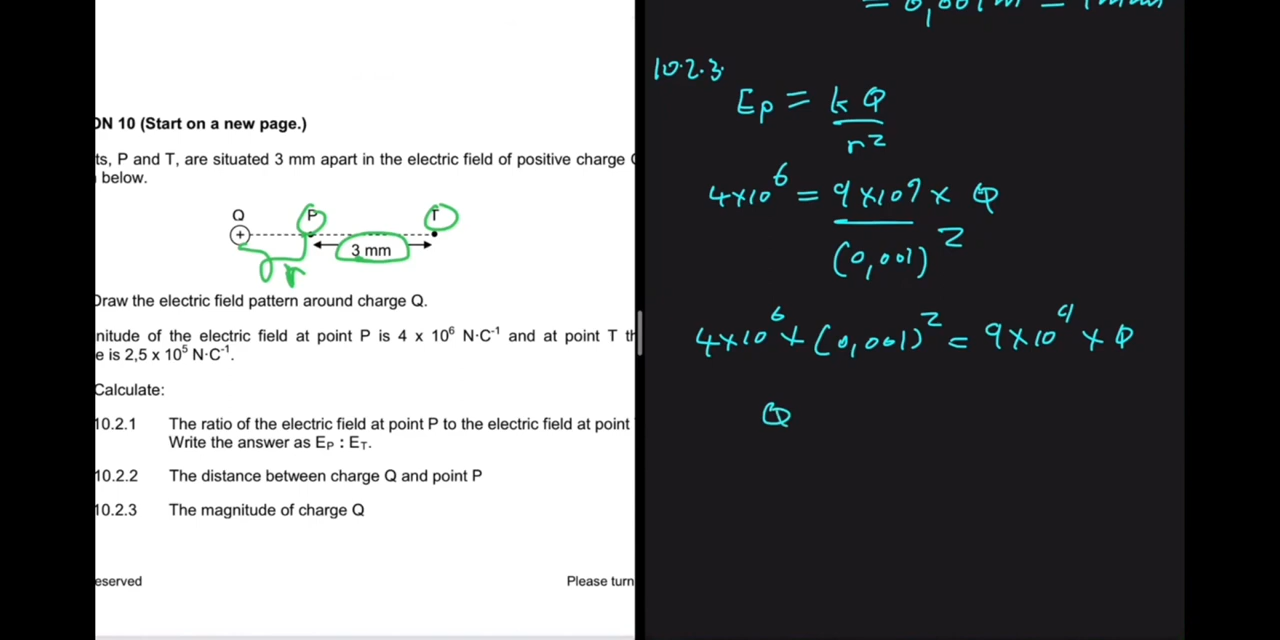 ON 10 (Start on a new page.)
ts, P and T, are situated 3 mm apart in the electric field of positive charge
below.
Q P T
+
3 mm
r
Draw the electric field pattern around charge Q.
nitude of the electric field at point P is 4 x 10⁶ N·C⁻¹ and at point T th
e is 2,5 x 10⁵ N·C⁻¹.
Calculate:
10.2.1 The ratio of the electric field at point P to the electric field at point
Write the answer as Eₚ : E_T.
10.2.2 The distance between charge Q and point P
10.2.3 The magnitude of charge Q
eserved
Please turn
= 0,001m = 1mm
10.2.3.
Ep = kQ
r²
4×10⁶ = 9×10⁹ × Q
(0,001)²
4×10⁶ × (0,001)² = 9×10⁹ × Q
Q